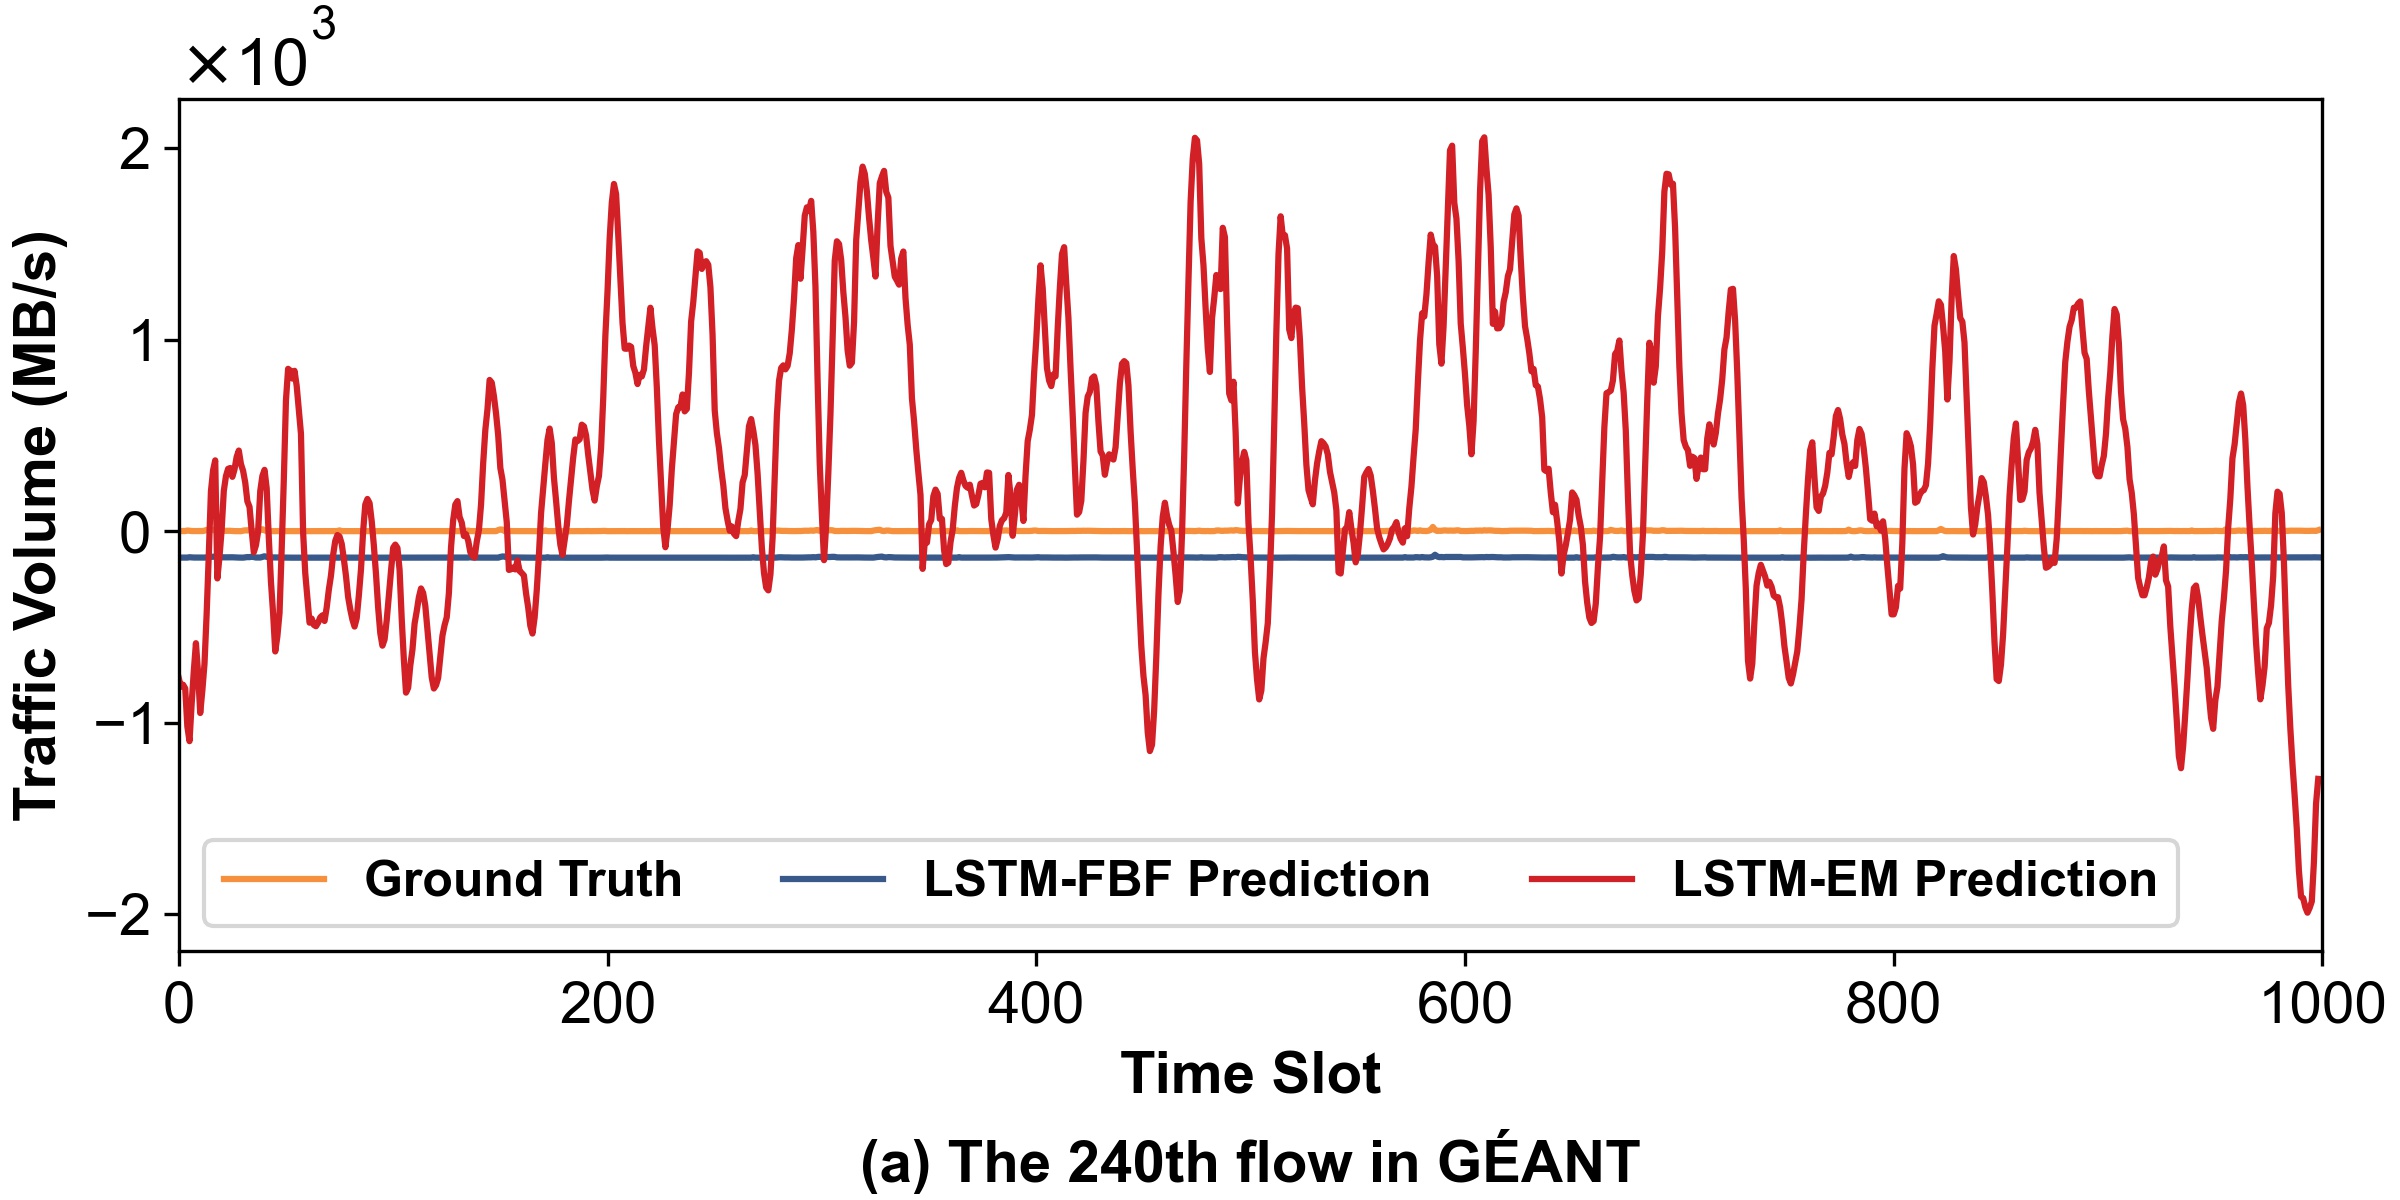 ×10³
Traffic Volume (MB/s)
2
1
0
−1
−2
Ground Truth LSTM-FBF Prediction LSTM-EM Prediction
0 200 400 600 800 1000
Time Slot
(a) The 240th flow in GÉANT